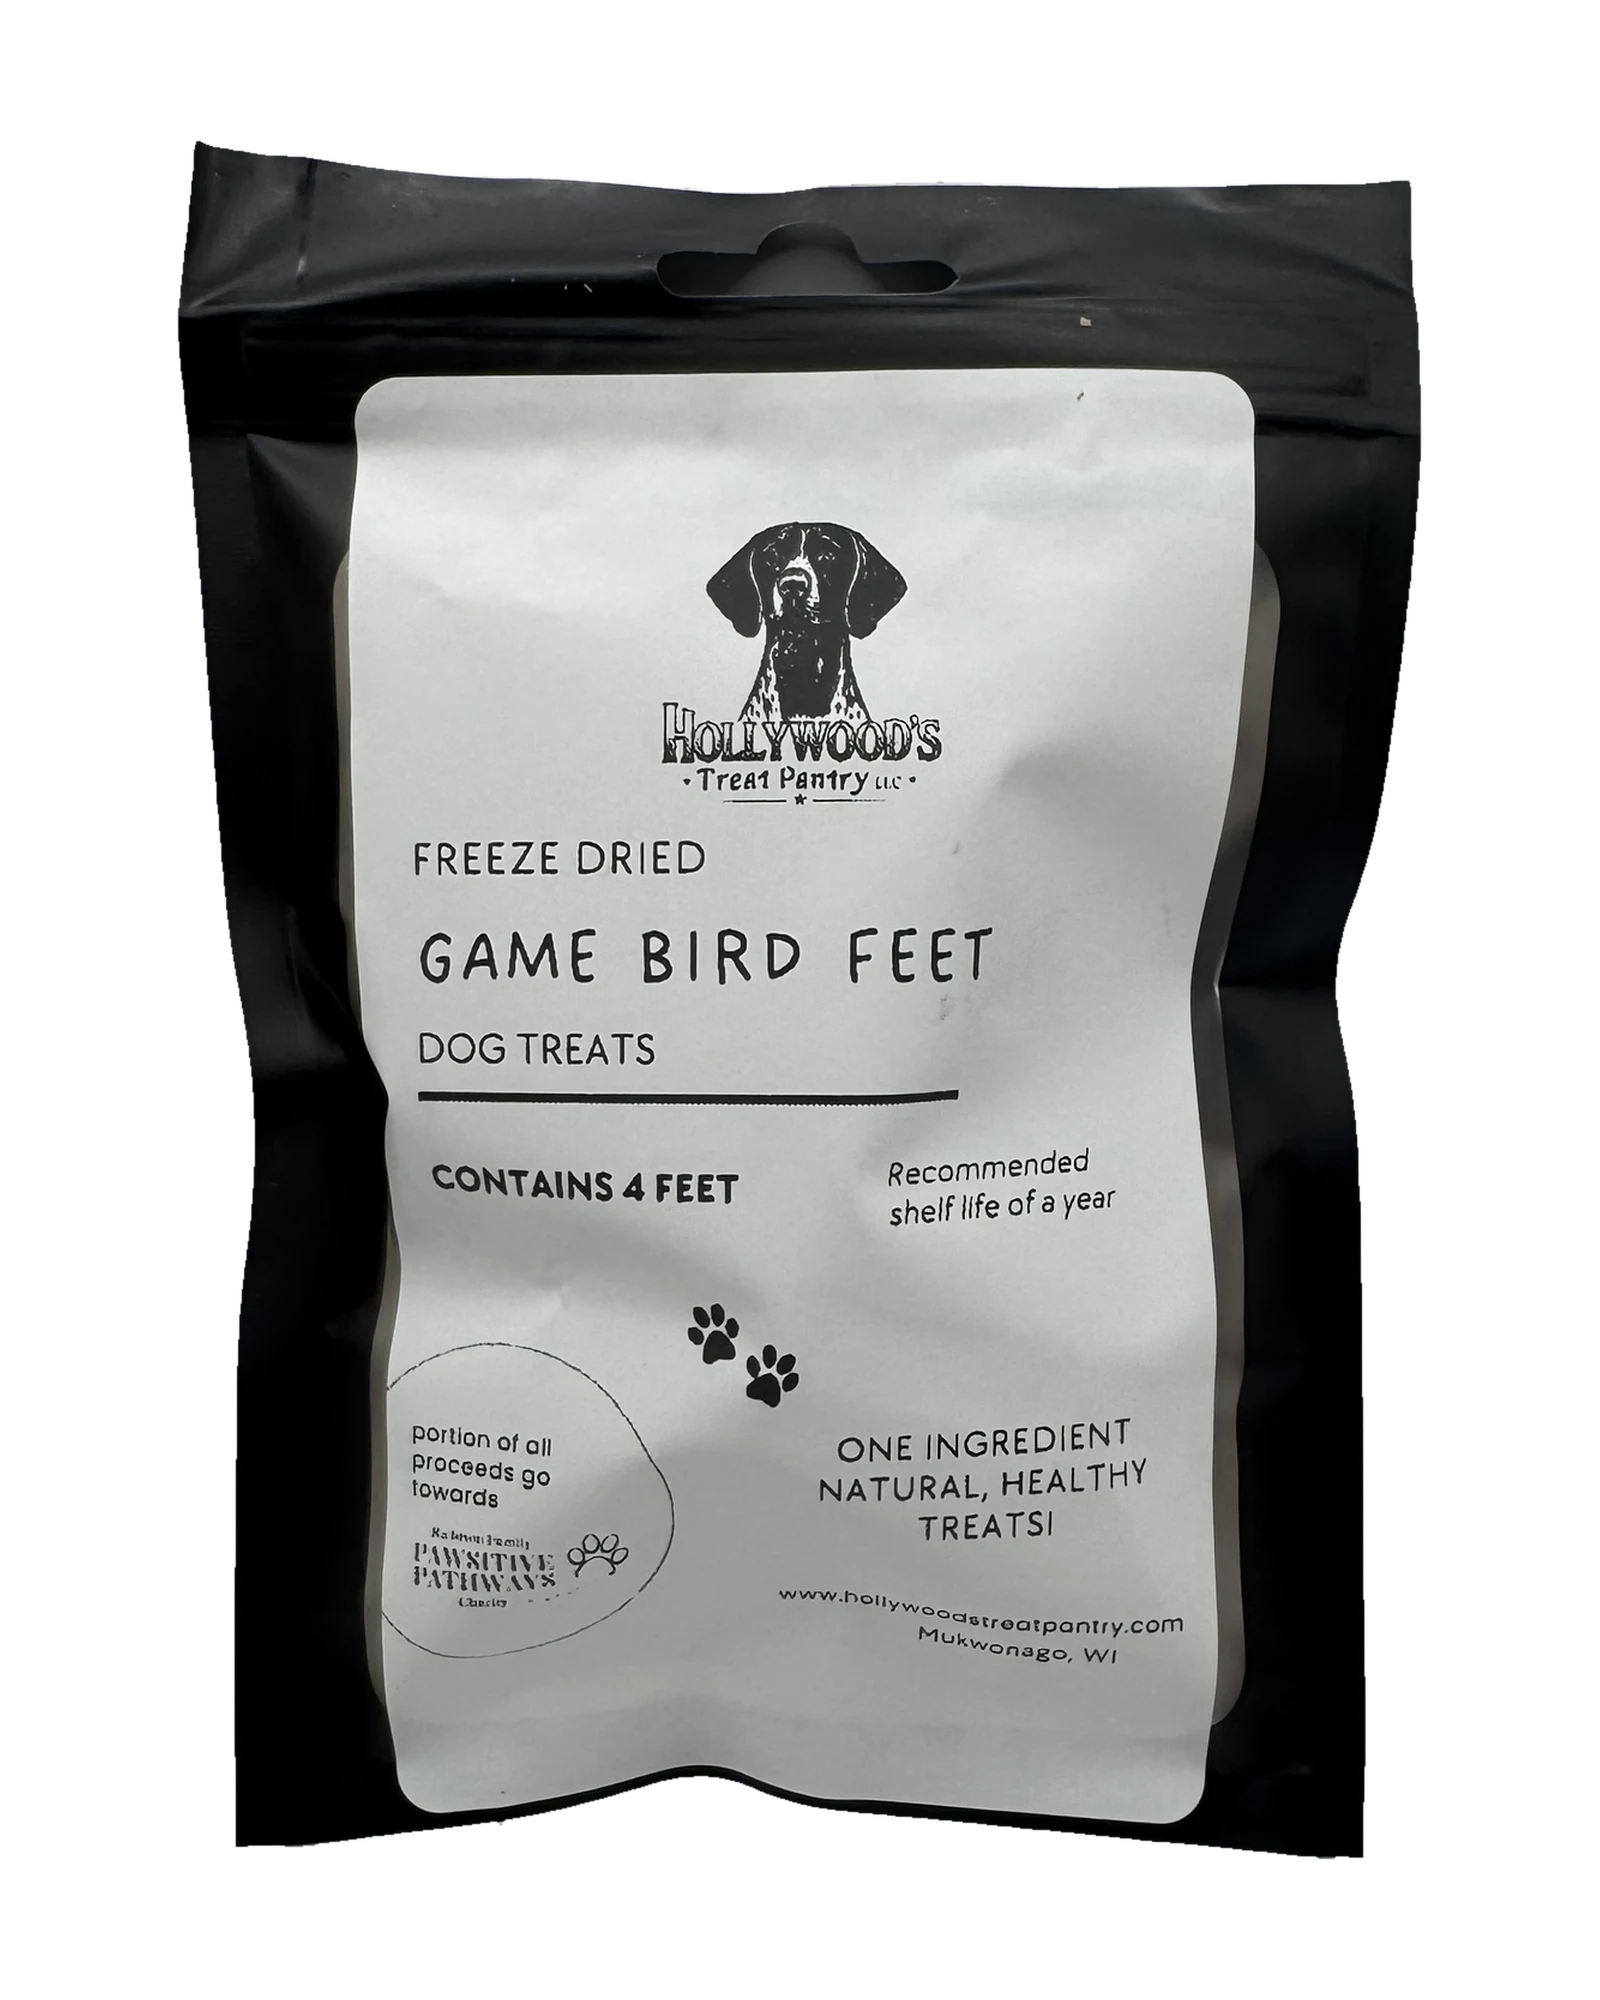 HOLLYWOOD'S
Treat Pantry LLC
FREEZE DRIED
GAME BIRD FEET
DOG TREATS
CONTAINS 4 FEET
Recommended
shelf life of a year
portion of all
proceeds go
towards
PAWSITIVE
PATHWAYS
ONE INGREDIENT
NATURAL, HEALTHY
TREATS!
www.hollywoodstreatpantry.com
Mukwonago, WI